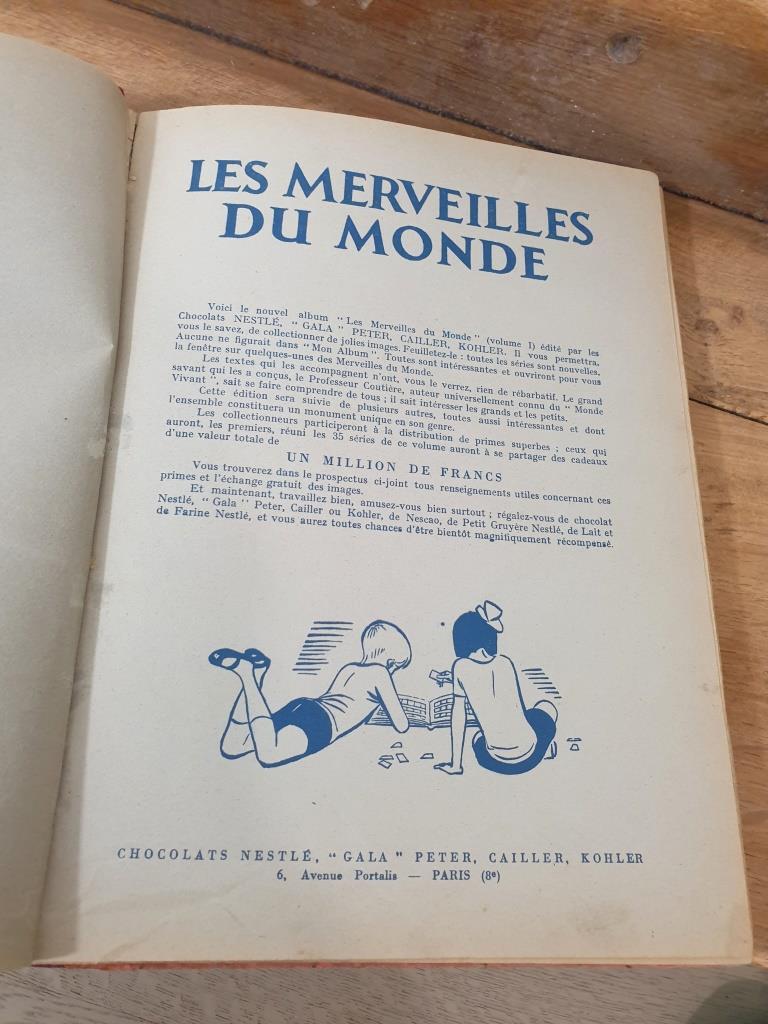 LES MERVEILLES
DU MONDE
Voici le nouvel album "Les Merveilles du Monde" (volume I) édité par les
Chocolats NESTLÉ, "GALA" PETER, CAILLER, KOHLER. Il vous permettra,
vous le savez, de collectionner de jolies images. Feuilletez-le : toutes les séries sont nouvelles.
Aucune ne figurait dans "Mon Album". Toutes sont intéressantes et ouvriront pour vous
la fenêtre sur quelques-unes des Merveilles du Monde.
Les textes qui les accompagnent n'ont, vous le verrez, rien de rébarbatif. Le grand
savant qui les a conçus, le Professeur Coutière, auteur universellement connu du "Monde
Vivant", sait se faire comprendre de tous ; il sait intéresser les grands et les petits.
Cette édition sera suivie de plusieurs autres, toutes aussi intéressantes et dont
l'ensemble constituera un monument unique en son genre.
Les collectionneurs participeront à la distribution de primes superbes ; ceux qui
auront, les premiers, réuni les 35 séries de ce volume auront à se partager des cadeaux
d'une valeur totale de
UN MILLION DE FRANCS
Vous trouverez dans le prospectus ci-joint tous renseignements utiles concernant ces
primes et l'échange gratuit des images.
Et maintenant, travaillez bien, amusez-vous bien surtout ; régalez-vous de chocolat
Nestlé, "Gala" Peter, Cailler ou Kohler, de Nescao, de Petit Gruyère Nestlé, de Lait et
de Farine Nestlé, et vous aurez toutes chances d'être bientôt magnifiquement récompensé.
CHOCOLATS NESTLÉ, "GALA" PETER, CAILLER, KOHLER
6, Avenue Portalis — PARIS (8e)